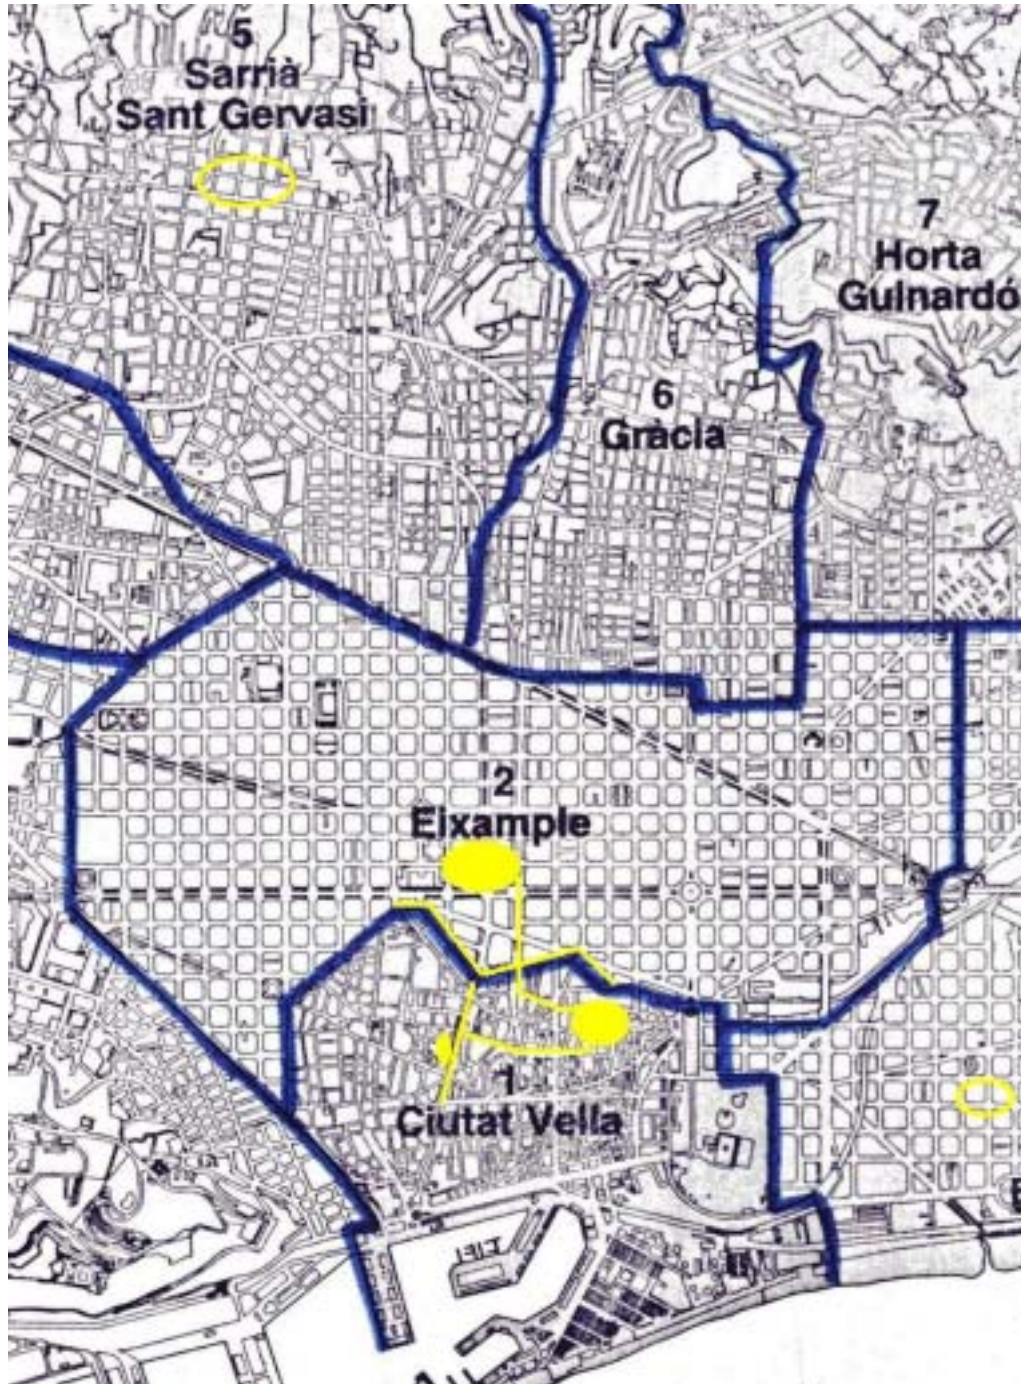 5
Sarrià
Sant Gervasi
7
Horta
Guinardó
6
Gràcia
2
Eixample
1
Ciutat Vella